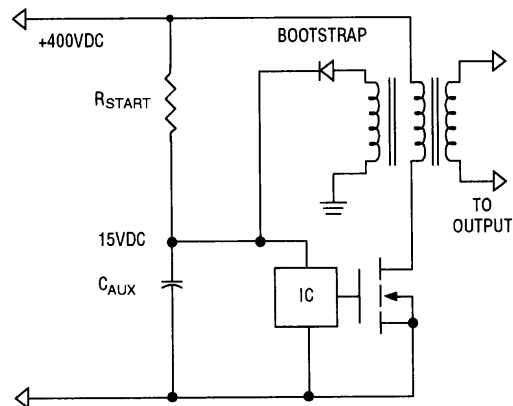 +400VDC
BOOTSTRAP
RSTART
15VDC
TO
OUTPUT
CAUX
IC